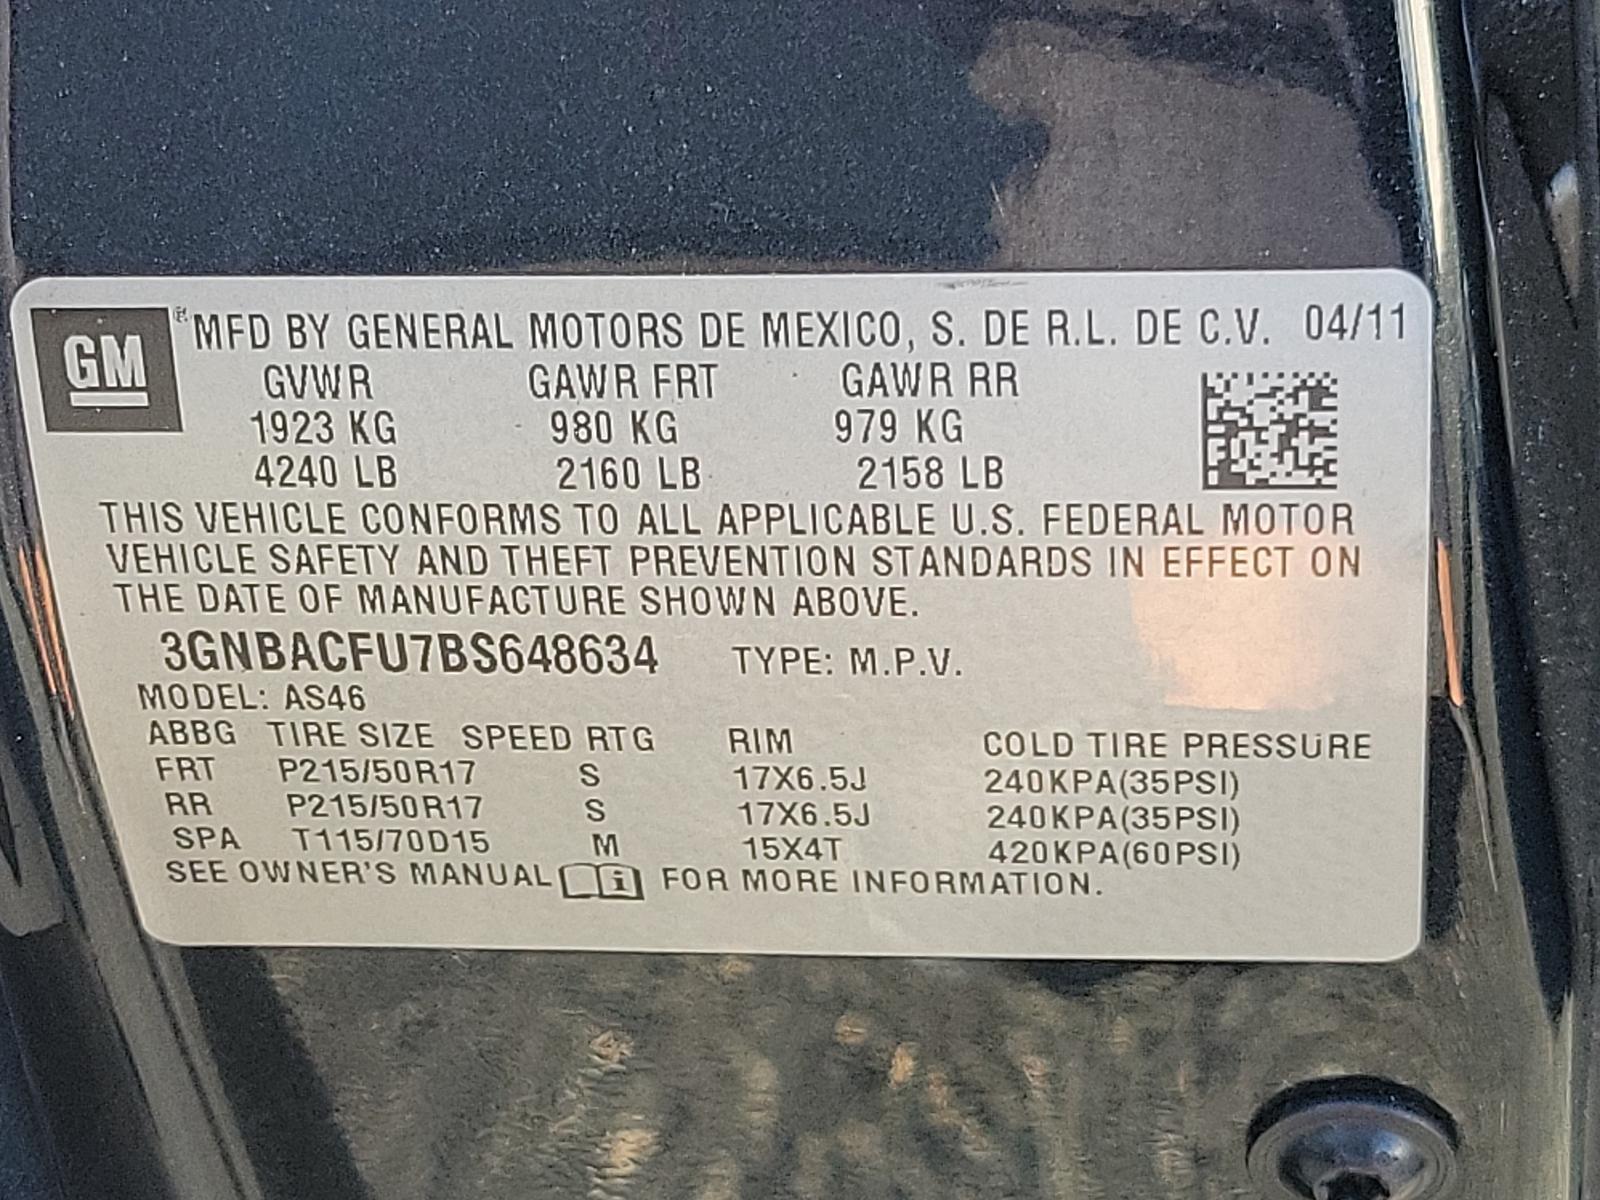 GM ® MFD BY GENERAL MOTORS DE MEXICO, S. DE R.L. DE C.V. 04/11
GVWR GAWR FRT GAWR RR
1923 KG 980 KG 979 KG
4240 LB 2160 LB 2158 LB
THIS VEHICLE CONFORMS TO ALL APPLICABLE U.S. FEDERAL MOTOR
VEHICLE SAFETY AND THEFT PREVENTION STANDARDS IN EFFECT ON
THE DATE OF MANUFACTURE SHOWN ABOVE.
3GNBACFU7BS648634 TYPE: M.P.V.
MODEL: AS46
ABBG TIRE SIZE SPEED RTG RIM COLD TIRE PRESSURE
FRT P215/50R17 S 17X6.5J 240KPA(35PSI)
RR P215/50R17 S 17X6.5J 240KPA(35PSI)
SPA T115/70D15 M 15X4T 420KPA(60PSI)
SEE OWNER'S MANUAL i FOR MORE INFORMATION.